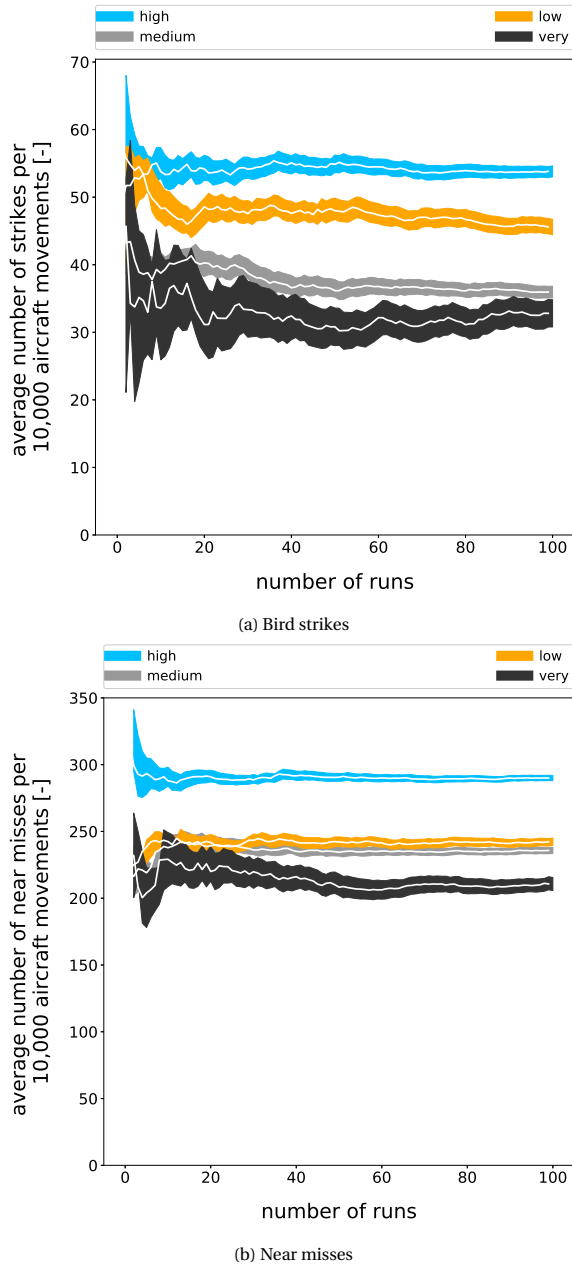 high low
medium very
70
60
50
40
30
20
10
0
average number of strikes per
10,000 aircraft movements [-]
0 20 40 60 80 100
number of runs
(a) Bird strikes
high low
medium very
350
300
250
200
150
100
50
0
average number of near misses per
10,000 aircraft movements [-]
0 20 40 60 80 100
number of runs
(b) Near misses